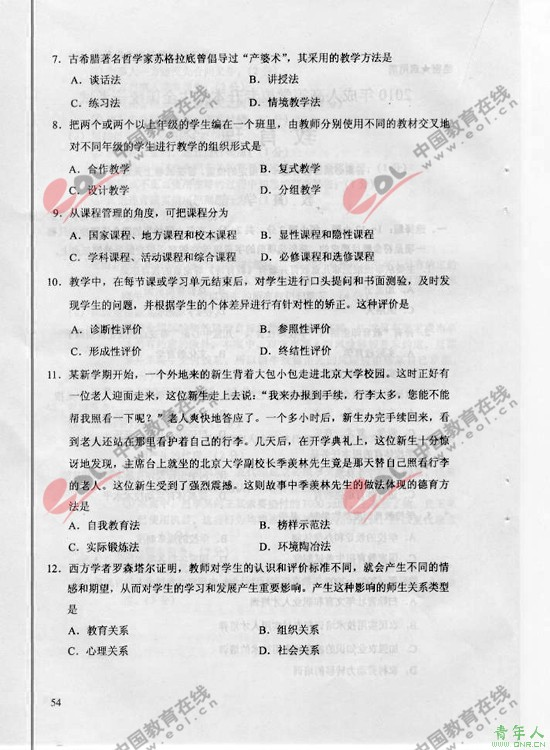 7. 古希腊著名哲学家苏格拉底曾倡导过“产婆术”，其采用的教学方法是
A．谈话法 B．讲授法
C．练习法 D．情境教学法
8．把两个或两个以上年级的学生编在一个班里，由教师分别使用不同的教材交叉地
对不同年级的学生进行教学的组织形式是
A．合作教学 B．复式教学
C．设计教学 D．分组教学
9．从课程管理的角度，可把课程分为
A．国家课程、地方课程和校本课程 B．显性课程和隐性课程
C．学科课程、活动课程和综合课程 D．必修课程和选修课程
10．教学中，在每节课或学习单元结束后，对学生进行口头提问和书面测验，及时发
现学生的问题，并根据学生的个体差异进行有针对性的矫正。这种评价是
A．诊断性评价 B．参照性评价
C．形成性评价 D．终结性评价
11．某新学期开始，一个外地来的新生背着大包小包走进北京大学校园。这时正好有
一位老人迎面走来，这位新生走上去说：“我来办报到手续，行李太多，您能不能
帮我照看一下呢？”老人爽快地答应了。一个多小时后，新生办完手续回来，看
到老人还站在那里看护着自己的行李。几天后，在开学典礼上，这位新生十分惊
讶地发现，主席台上就坐的北京大学副校长季羡林先生竟是那天替自己照看行李
的老人。这位新生受到了强烈震撼。这则故事中季羡林先生的做法体现的德育方
法是
A．自我教育法 B．榜样示范法
C．实际锻炼法 D．环境陶冶法
12．西方学者罗森塔尔证明，教师对学生的认识和评价标准不同，就会产生不同的情
感和期望，从而对学生的学习和发展产生重要影响。产生这种影响的师生关系类型
是
A．教育关系 B．组织关系
C．心理关系 D．社会关系
54
中国教育在线
www.eol.cn
青年人
WWW.QNR.CN